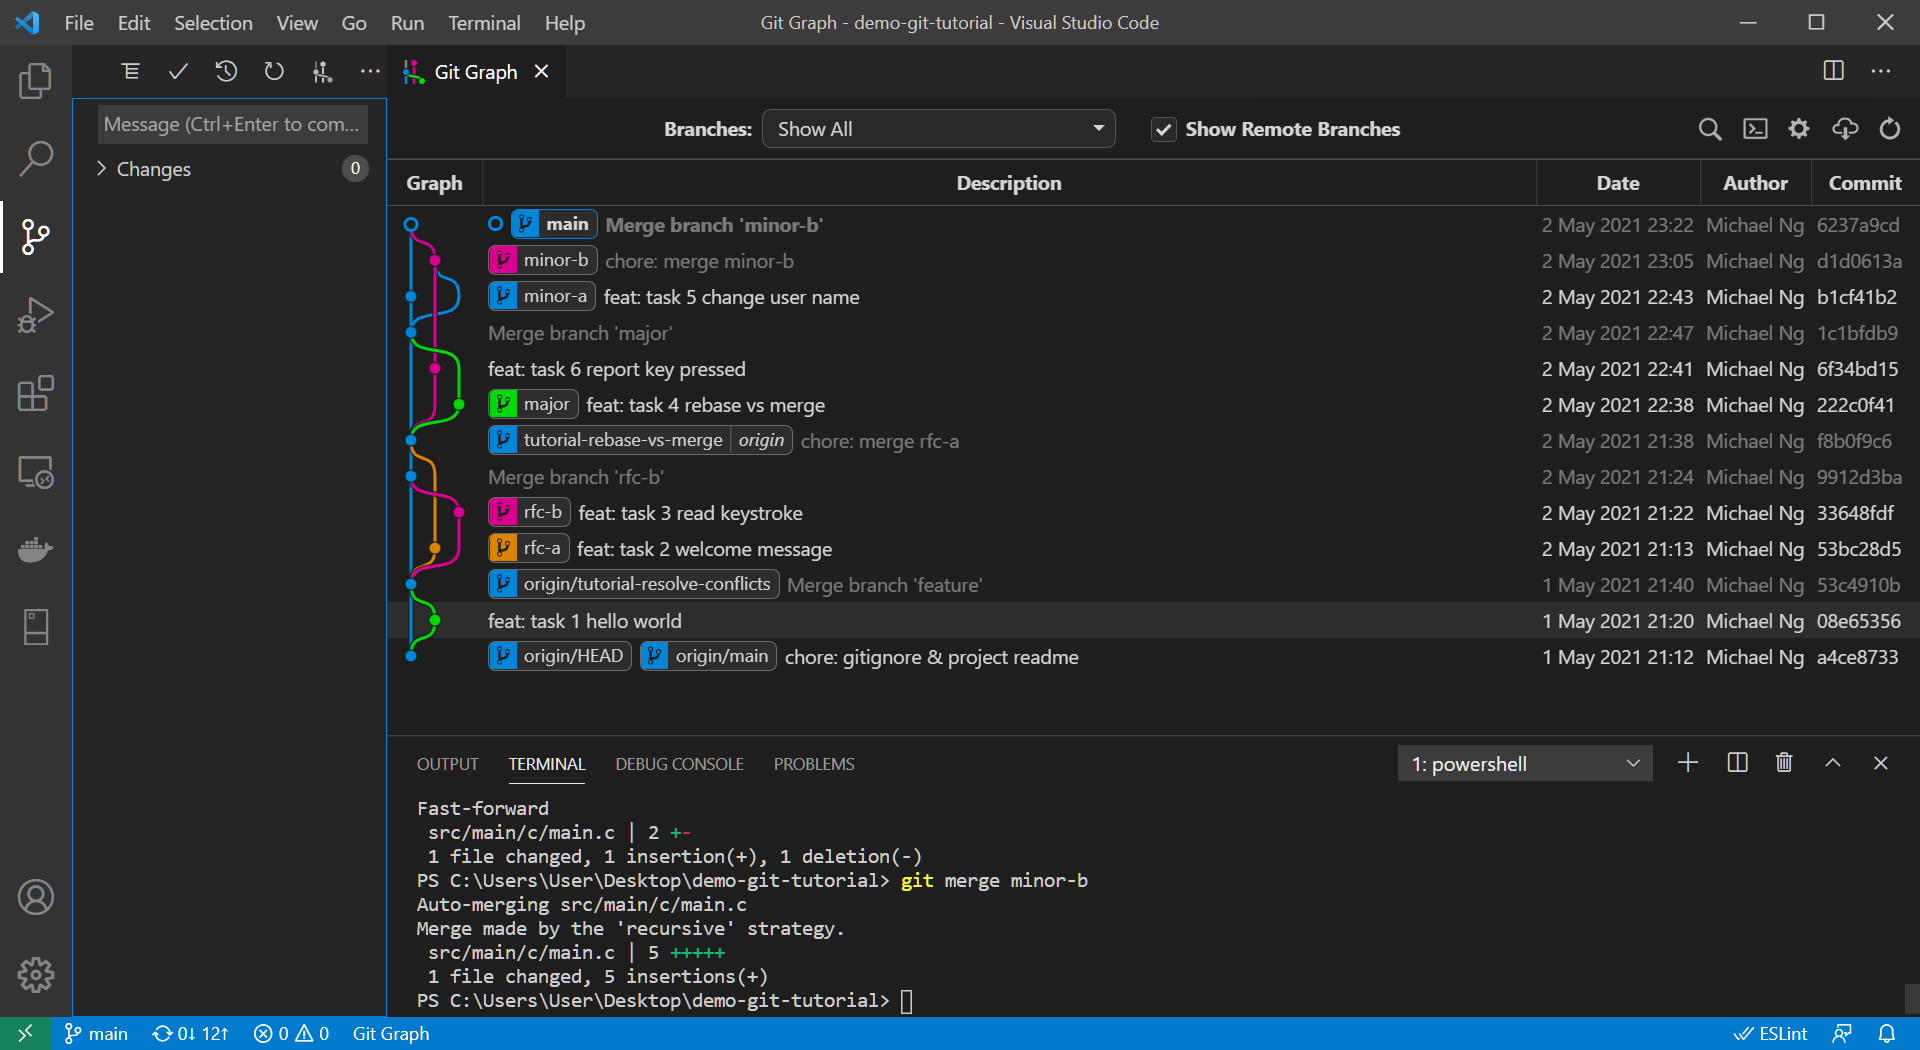 File Edit Selection View Go Run Terminal Help Git Graph - demo-git-tutorial - Visual Studio Code
Git Graph
Message (Ctrl+Enter to com...
Branches: Show All Show Remote Branches
Changes 0
Graph Description Date Author Commit
main Merge branch 'minor-b' 2 May 2021 23:22 Michael Ng 6237a9cd
minor-b chore: merge minor-b 2 May 2021 23:05 Michael Ng d1d0613a
minor-a feat: task 5 change user name 2 May 2021 22:43 Michael Ng b1cf41b2
Merge branch 'major' 2 May 2021 22:47 Michael Ng 1c1bfdb9
feat: task 6 report key pressed 2 May 2021 22:41 Michael Ng 6f34bd15
major feat: task 4 rebase vs merge 2 May 2021 22:38 Michael Ng 222c0f41
tutorial-rebase-vs-merge origin chore: merge rfc-a 2 May 2021 21:38 Michael Ng f8b0f9c6
Merge branch 'rfc-b' 2 May 2021 21:24 Michael Ng 9912d3ba
rfc-b feat: task 3 read keystroke 2 May 2021 21:22 Michael Ng 33648fdf
rfc-a feat: task 2 welcome message 2 May 2021 21:13 Michael Ng 53bc28d5
origin/tutorial-resolve-conflicts Merge branch 'feature' 1 May 2021 21:40 Michael Ng 53c4910b
feat: task 1 hello world 1 May 2021 21:20 Michael Ng 08e65356
origin/HEAD origin/main chore: gitignore & project readme 1 May 2021 21:12 Michael Ng a4ce8733
OUTPUT TERMINAL DEBUG CONSOLE PROBLEMS 1: powershell
Fast-forward
src/main/c/main.c | 2 +-
1 file changed, 1 insertion(+), 1 deletion(-)
PS C:\Users\User\Desktop\demo-git-tutorial> git merge minor-b
Auto-merging src/main/c/main.c
Merge made by the 'recursive' strategy.
src/main/c/main.c | 5 +++++
1 file changed, 5 insertions(+)
PS C:\Users\User\Desktop\demo-git-tutorial>
main 0↓ 12↑ 0 0 Git Graph ESLint